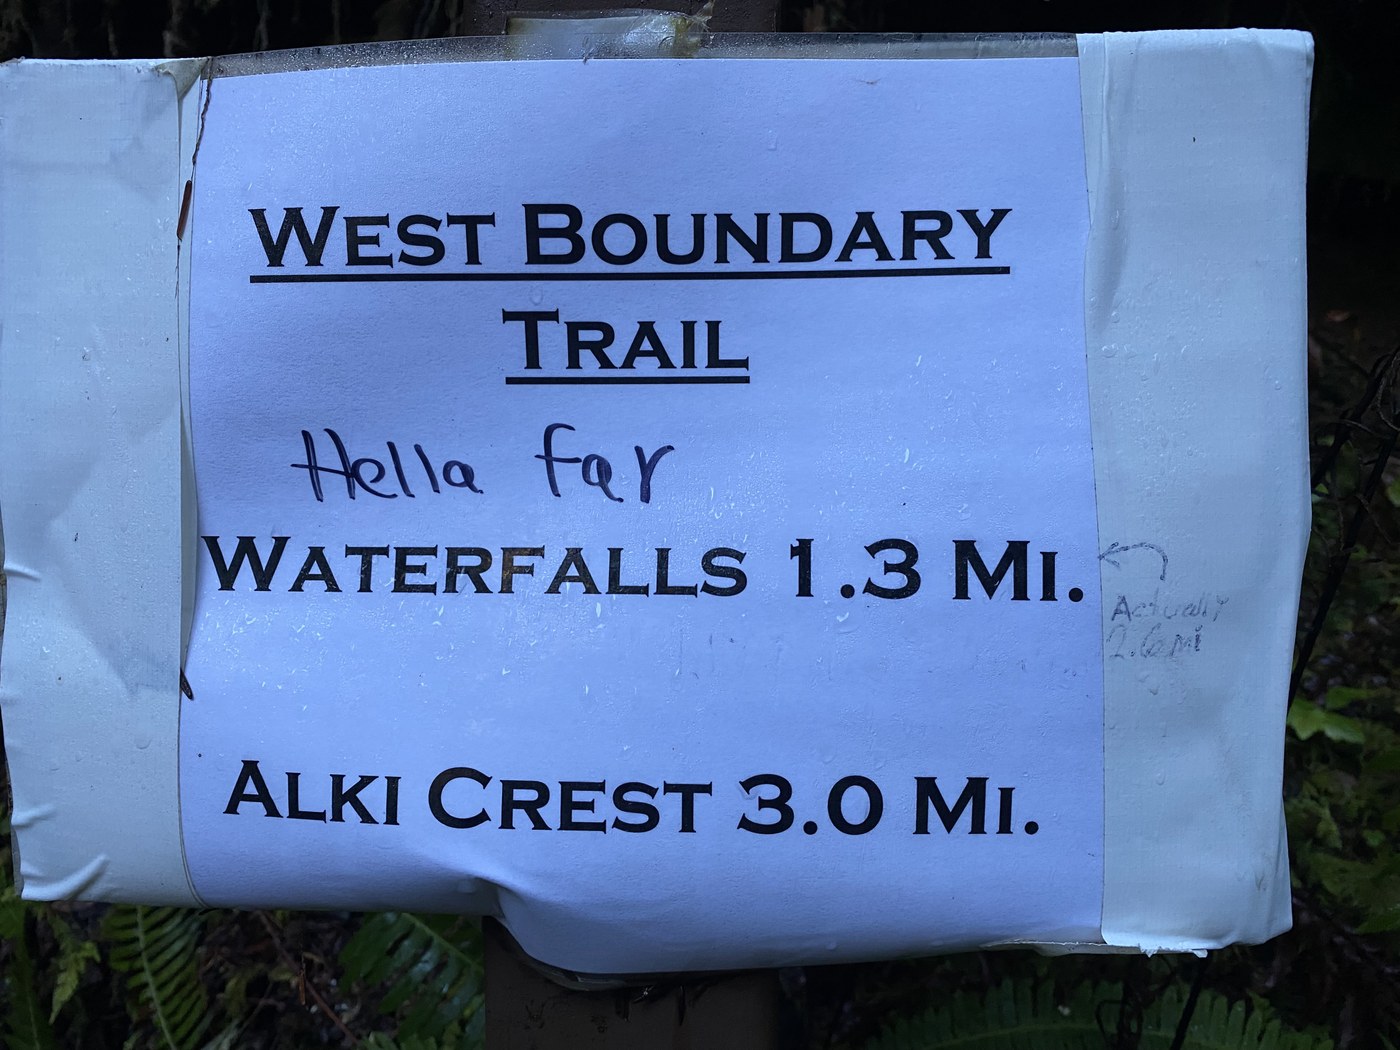 WEST BOUNDARY
TRAIL
Hella far
WATERFALLS 1.3 MI.
Actually
2.6 mi
ALKI CREST 3.0 MI.